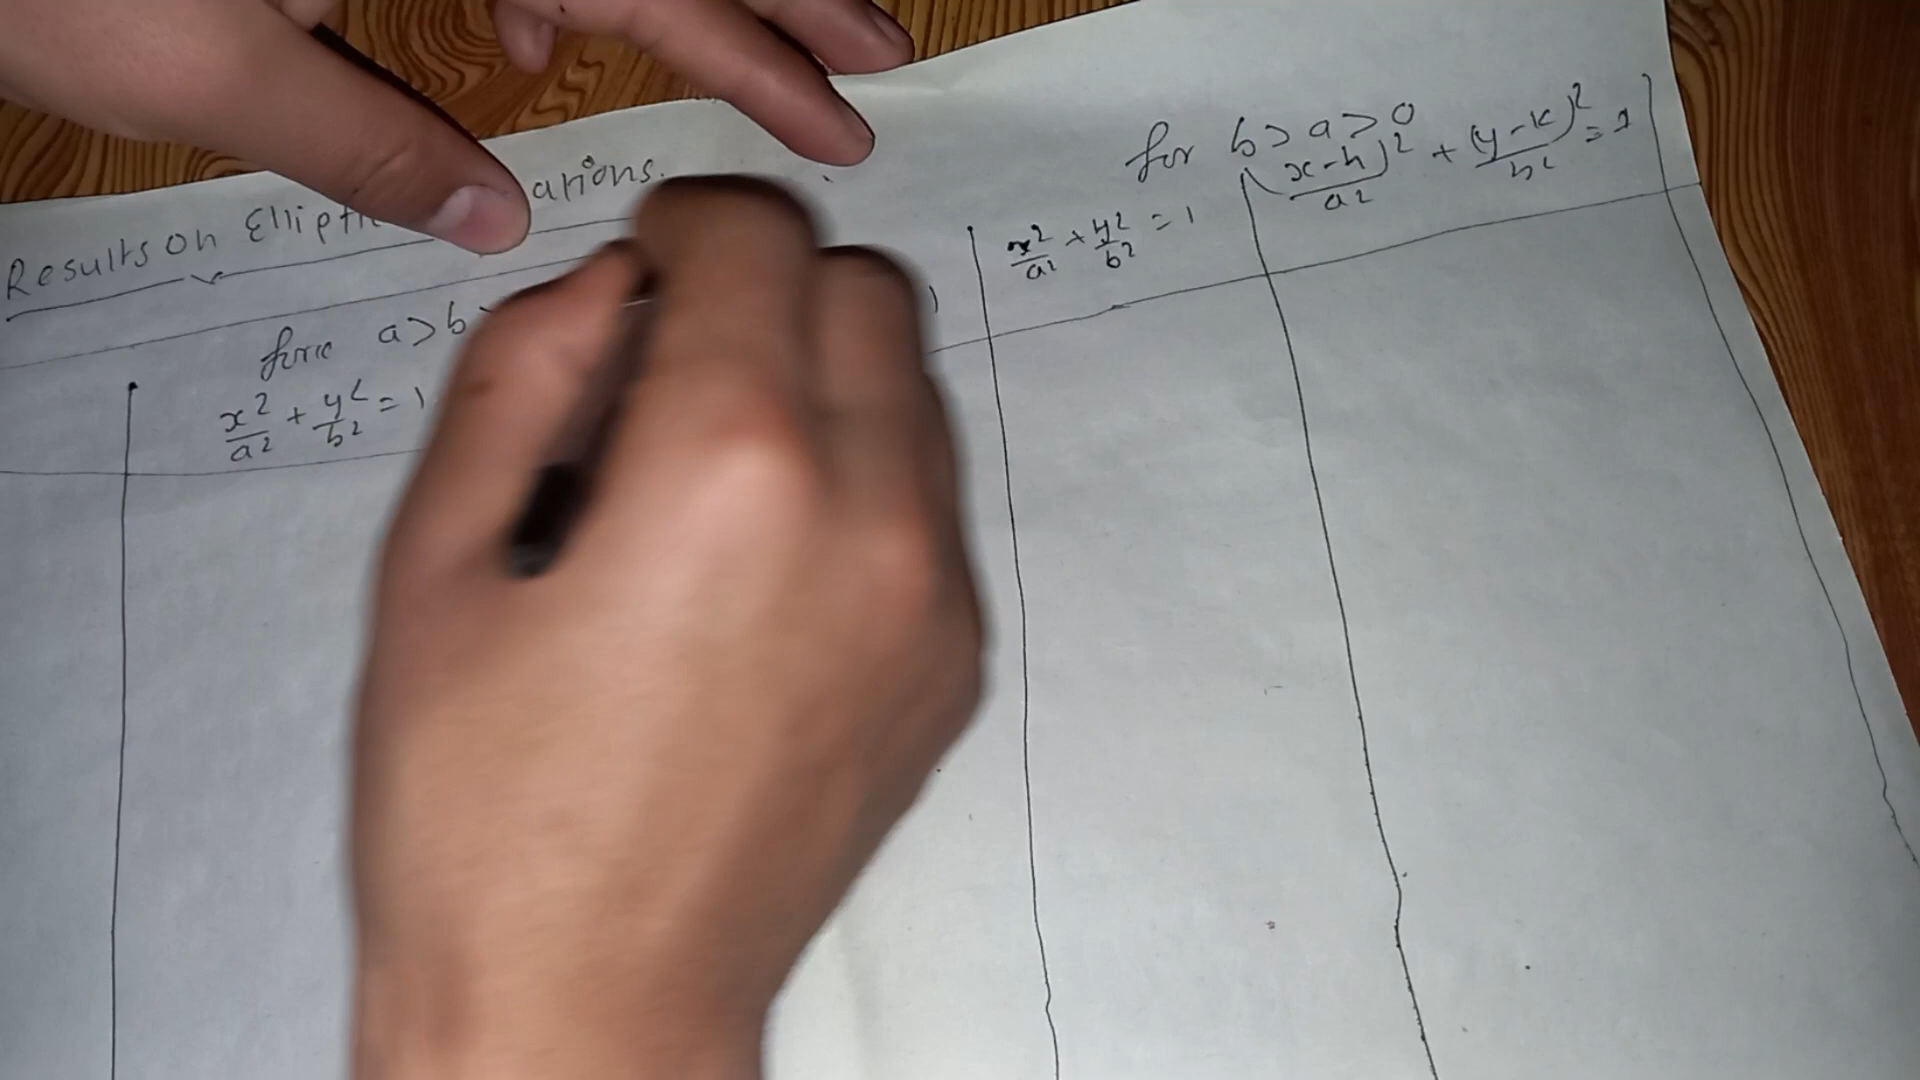 Results on Ellipt ations.
for a > b
x²/a² + y²/b² = 1
)
x²/a² + y²/b² = 1
for b > a > 0
(x-h)²/a² + (y-k)²/b² = 1